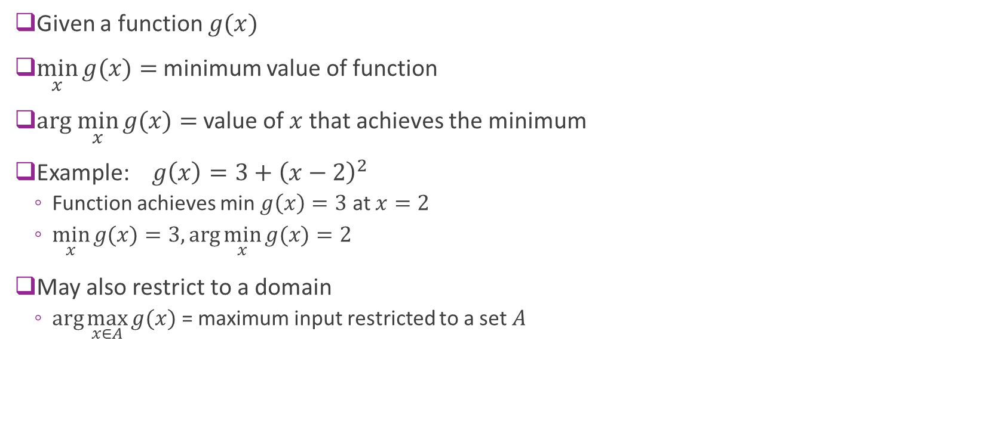 ❑Given a function g(x)
❑min_x g(x) = minimum value of function
❑arg min_x g(x) = value of x that achieves the minimum
❑Example: g(x) = 3 + (x − 2)²
◦ Function achieves min g(x) = 3 at x = 2
◦ min_x g(x) = 3, arg min_x g(x) = 2
❑May also restrict to a domain
◦ arg max_{x∈A} g(x) = maximum input restricted to a set A